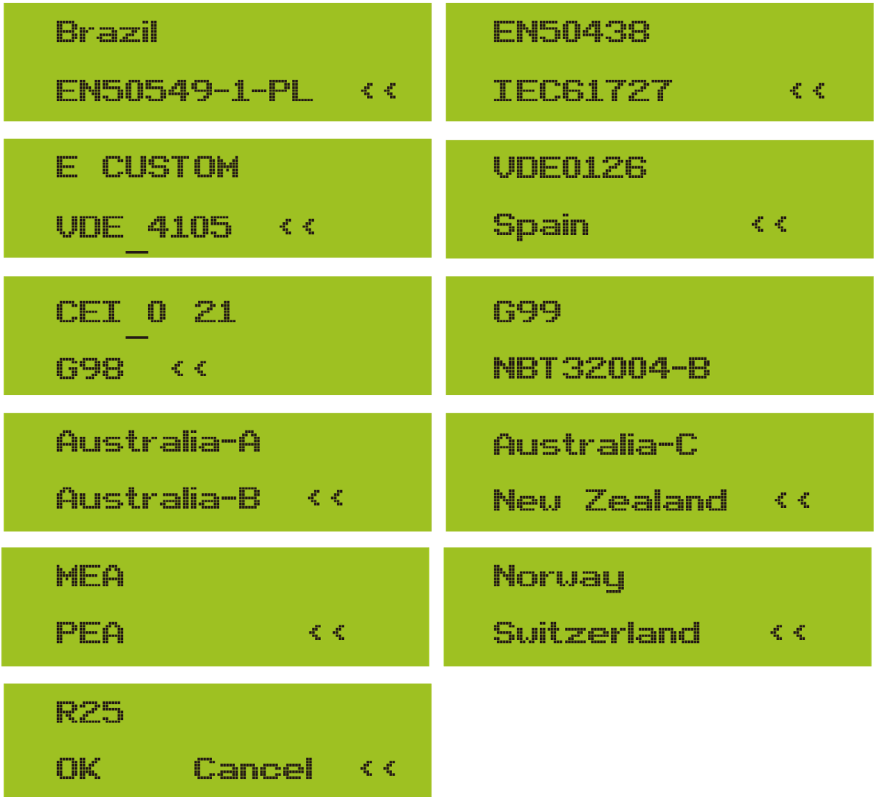 Brazil
EN50549-1-PL <<
EN50438
IEC61727 <<
E CUSTOM
VDE_4105 <<
VDE0126
Spain <<
CEI_0 21
G98 <<
G99
NBT32004-B
Australia-A
Australia-B <<
Australia-C
New Zealand <<
MEA
PEA <<
Norway
Switzerland <<
R25
OK Cancel <<